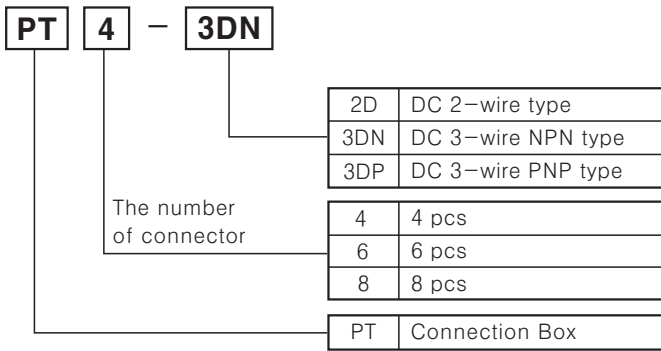 PT 4 - 3DN
2D DC 2-wire type
3DN DC 3-wire NPN type
3DP DC 3-wire PNP type
The number
of connector
4 4 pcs
6 6 pcs
8 8 pcs
PT Connection Box